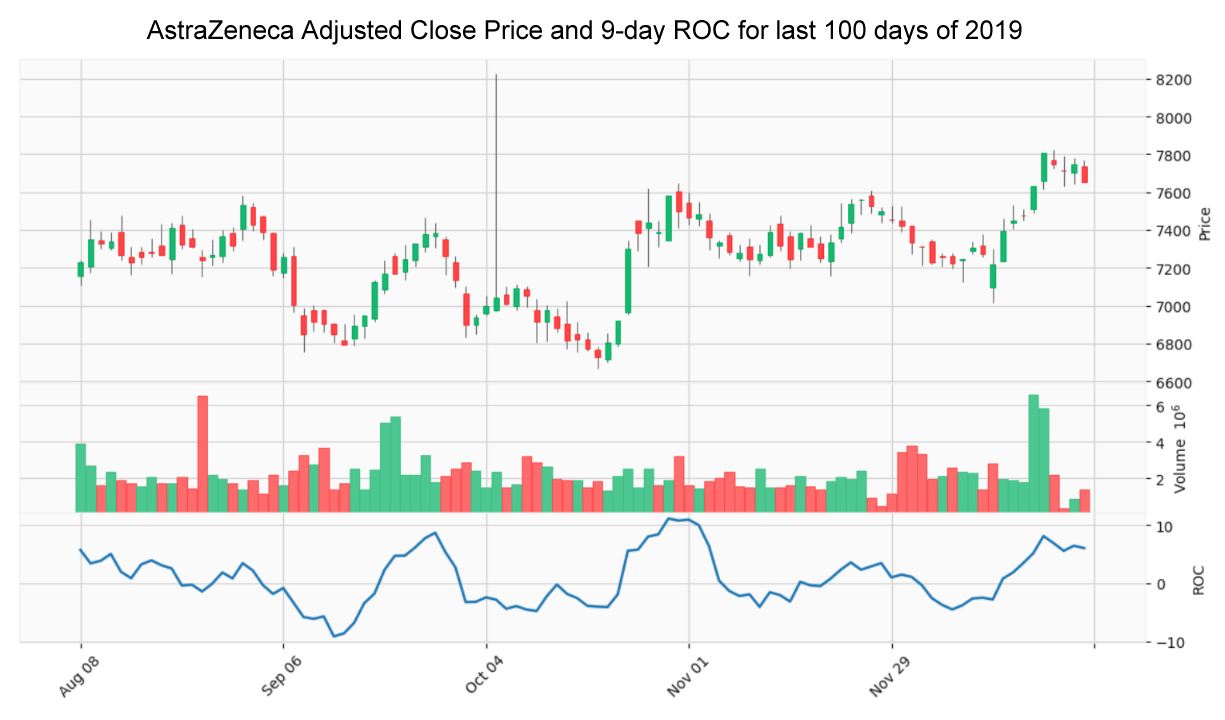 AstraZeneca Adjusted Close Price and 9-day ROC for last 100 days of 2019
8200
8000
7800
7600
7400
7200
7000
6800
6600
Price
6
4
2
Volume 10⁶
10
0
−10
ROC
Aug 08
Sep 06
Oct 04
Nov 01
Nov 29